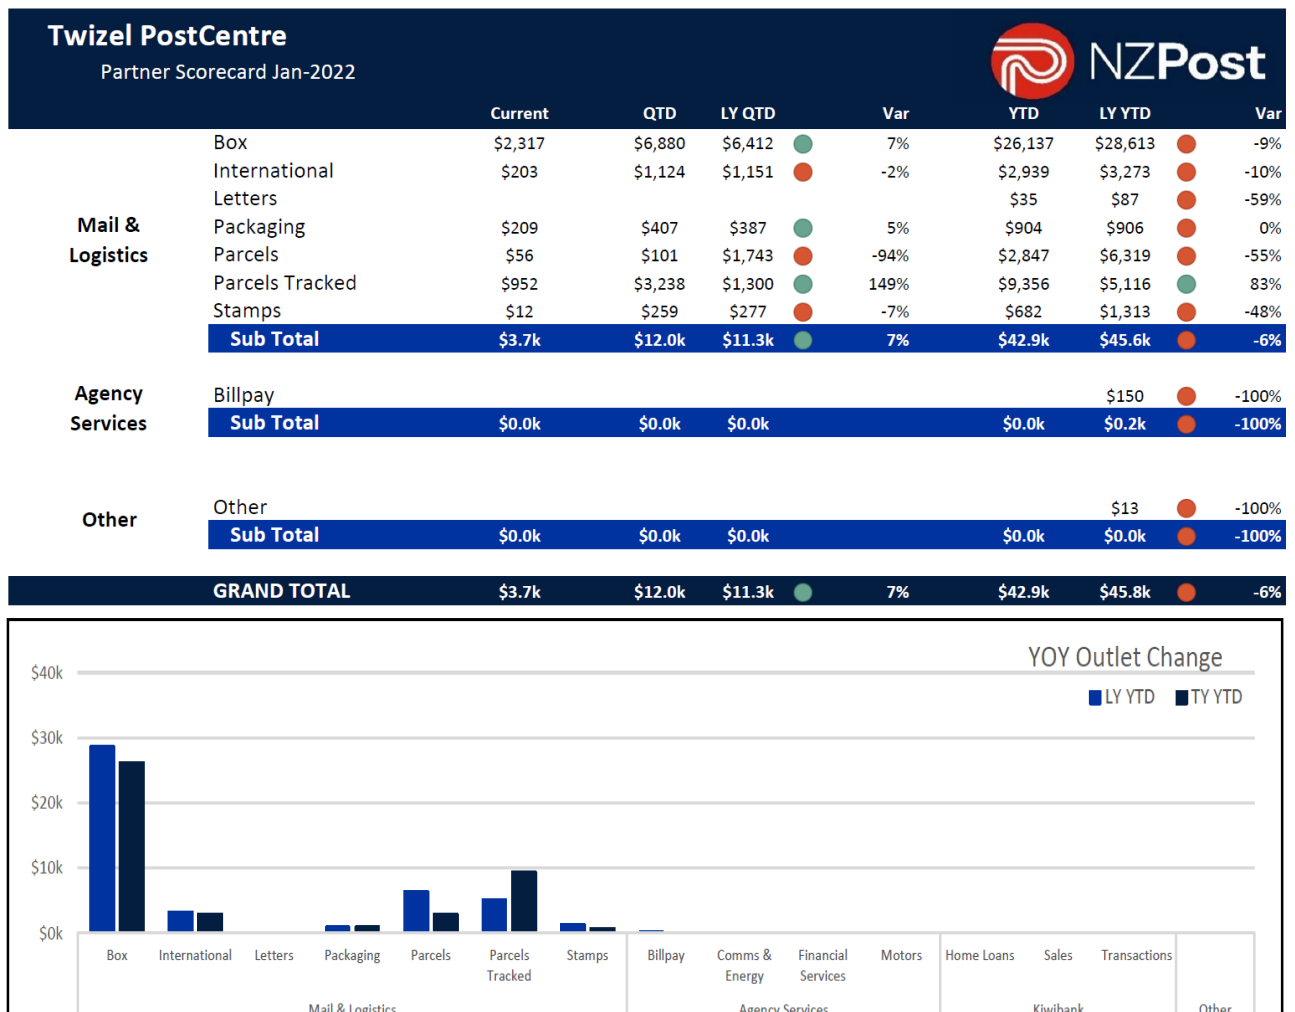 Twizel PostCentre
Partner Scorecard Jan-2022
NZPost
Current QTD LY QTD Var YTD LY YTD Var
Mail & Logistics
Box $2,317 $6,880 $6,412 7% $26,137 $28,613 -9%
International $203 $1,124 $1,151 -2% $2,939 $3,273 -10%
Letters $35 $87 -59%
Packaging $209 $407 $387 5% $904 $906 0%
Parcels $56 $101 $1,743 -94% $2,847 $6,319 -55%
Parcels Tracked $952 $3,238 $1,300 149% $9,356 $5,116 83%
Stamps $12 $259 $277 -7% $682 $1,313 -48%
Sub Total $3.7k $12.0k $11.3k 7% $42.9k $45.6k -6%
Agency Services
Billpay $150 -100%
Sub Total $0.0k $0.0k $0.0k $0.0k $0.2k -100%
Other
Other $13 -100%
Sub Total $0.0k $0.0k $0.0k $0.0k $0.0k -100%
GRAND TOTAL $3.7k $12.0k $11.3k 7% $42.9k $45.8k -6%
YOY Outlet Change
LY YTD TY YTD
$40k
$30k
$20k
$10k
$0k
Box International Letters Packaging Parcels Parcels Tracked Stamps Billpay Comms & Energy Financial Services Motors Home Loans Sales Transactions
Mail & Logistics Agency Services Kiwibank Other